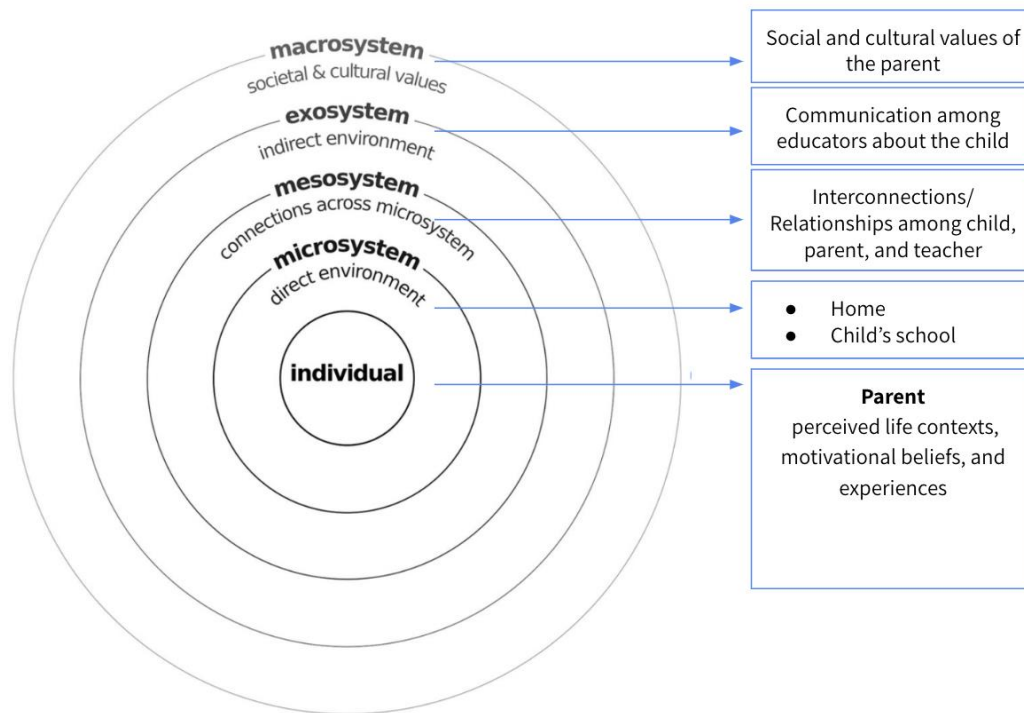 macrosystem
societal & cultural values
exosystem
indirect environment
mesosystem
connections across microsystem
microsystem
direct environment
individual
Social and cultural values of
the parent
Communication among
educators about the child
Interconnections/
Relationships among child,
parent, and teacher
● Home
● Child’s school
Parent
perceived life contexts,
motivational beliefs, and
experiences